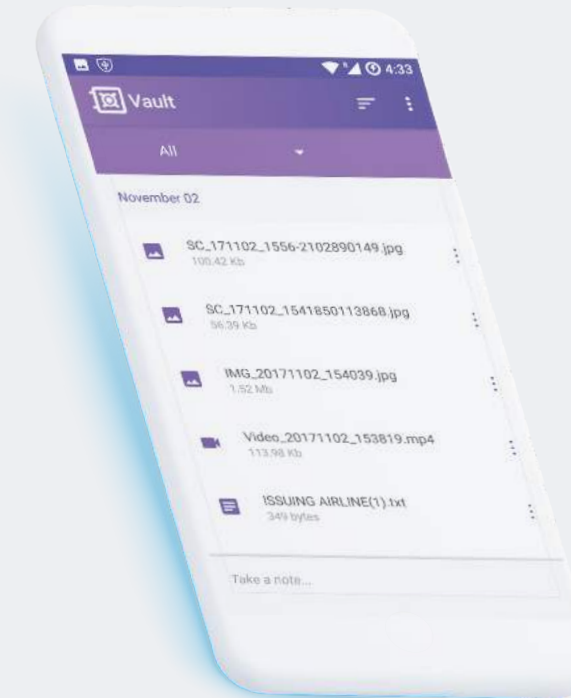 4:33
Vault
All
November 02
SC_171102_1556-2102890149.jpg
100.42 Kb
SC_171102_1541850113868.jpg
56.39 Kb
IMG_20171102_154039.jpg
1.52 Mb
Video_20171102_153819.mp4
113.98 Kb
ISSUING AIRLINE(1).txt
349 bytes
Take a note...